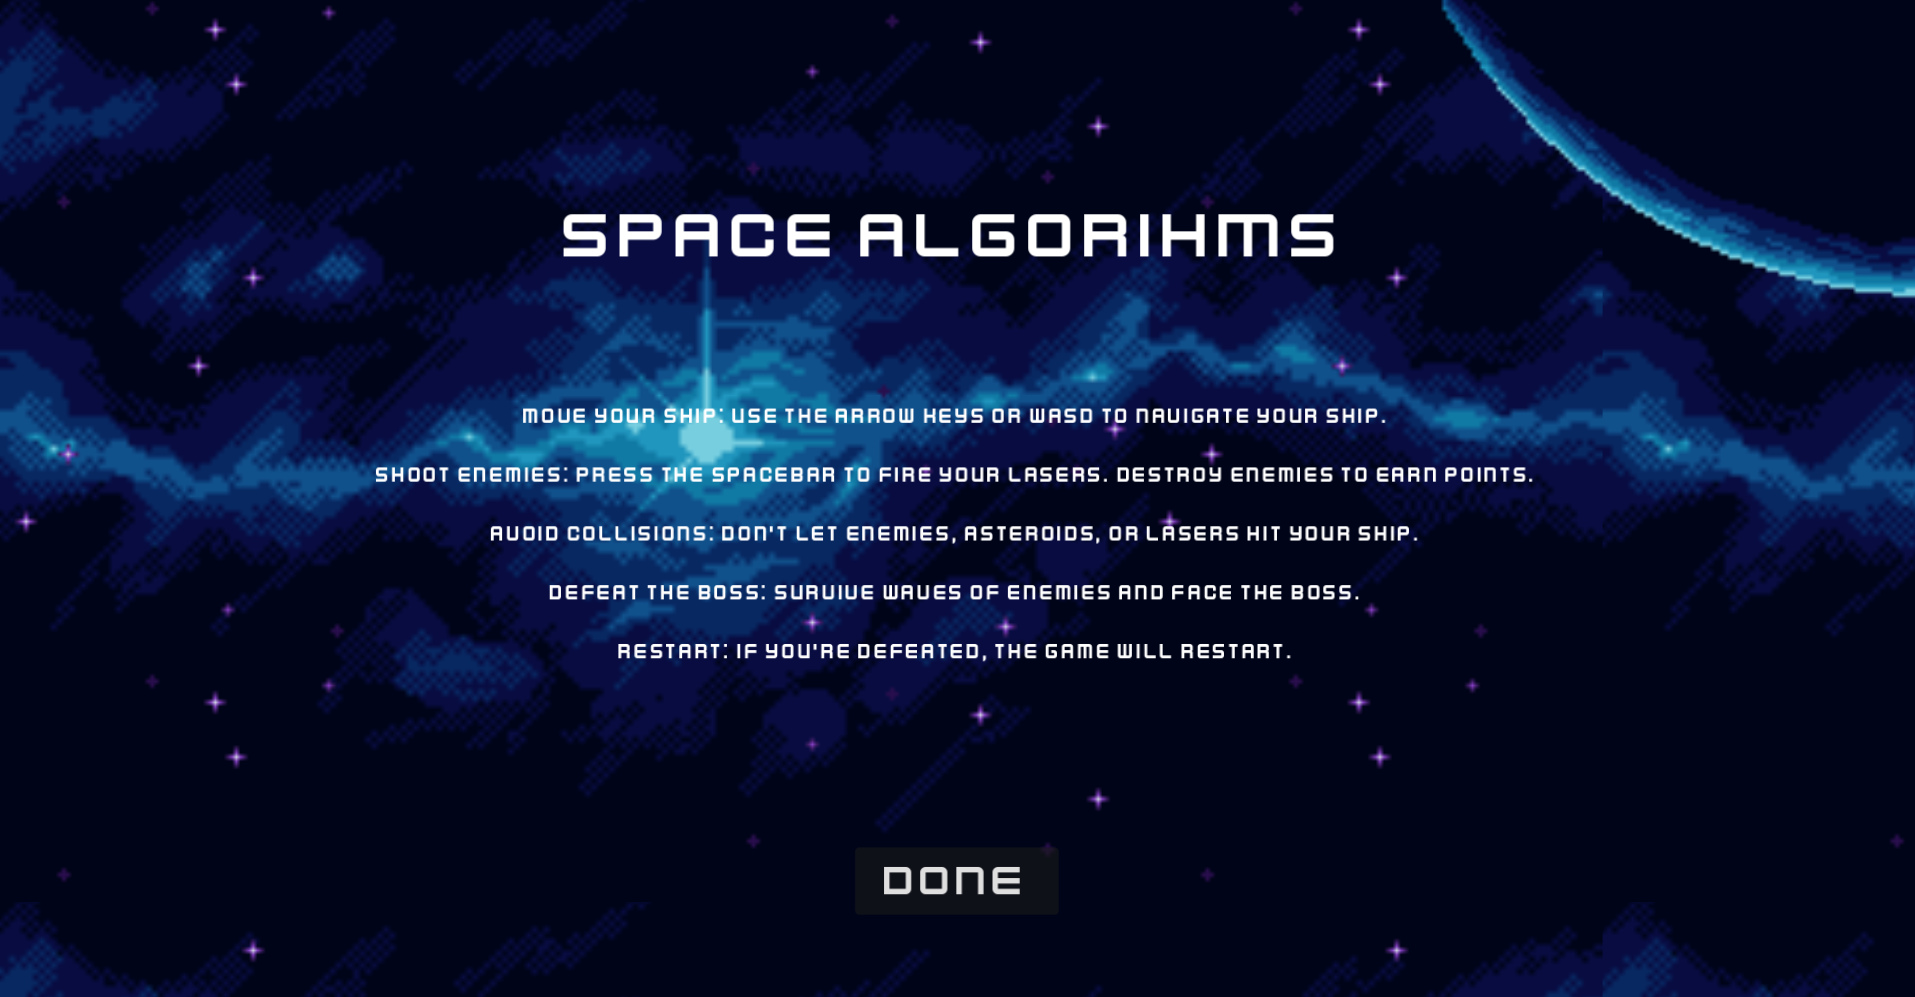 SPACE ALGORIHMS
MOVE YOUR SHIP: USE THE ARROW KEYS OR WASD TO NAVIGATE YOUR SHIP.
SHOOT ENEMIES: PRESS THE SPACEBAR TO FIRE YOUR LASERS. DESTROY ENEMIES TO EARN POINTS.
AVOID COLLISIONS: DON'T LET ENEMIES, ASTEROIDS, OR LASERS HIT YOUR SHIP.
DEFEAT THE BOSS: SURVIVE WAVES OF ENEMIES AND FACE THE BOSS.
RESTART: IF YOU'RE DEFEATED, THE GAME WILL RESTART.
DONE